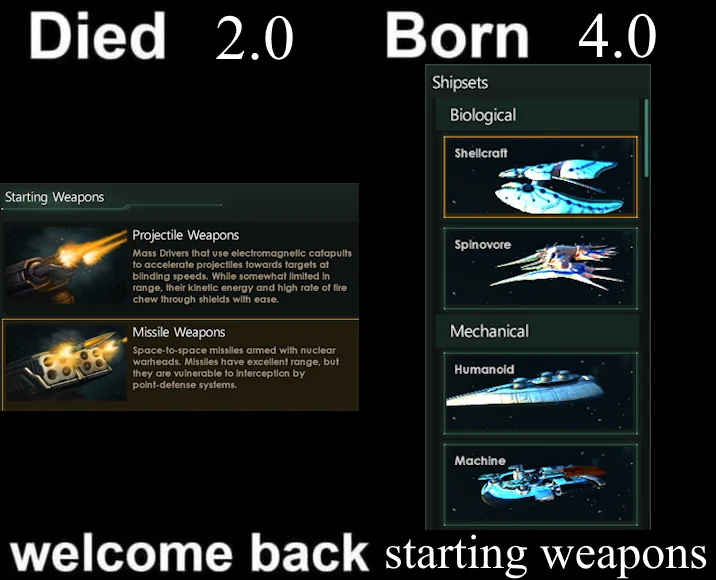 Died 2.0
Born 4.0
Starting Weapons
Projectile Weapons
Mass Drivers that use electromagnetic catapults
to accelerate projectiles towards targets at
blinding speeds. While somewhat limited in
range, their kinetic energy and high rate of fire
chew through shields with ease.
Missile Weapons
Space-to-space missiles armed with nuclear
warheads. Missiles have excellent range, but
they are vulnerable to interception by
point-defense systems.
Shipsets
Biological
Shellcraft
Spinovore
Mechanical
Humanoid
Machine
welcome back starting weapons